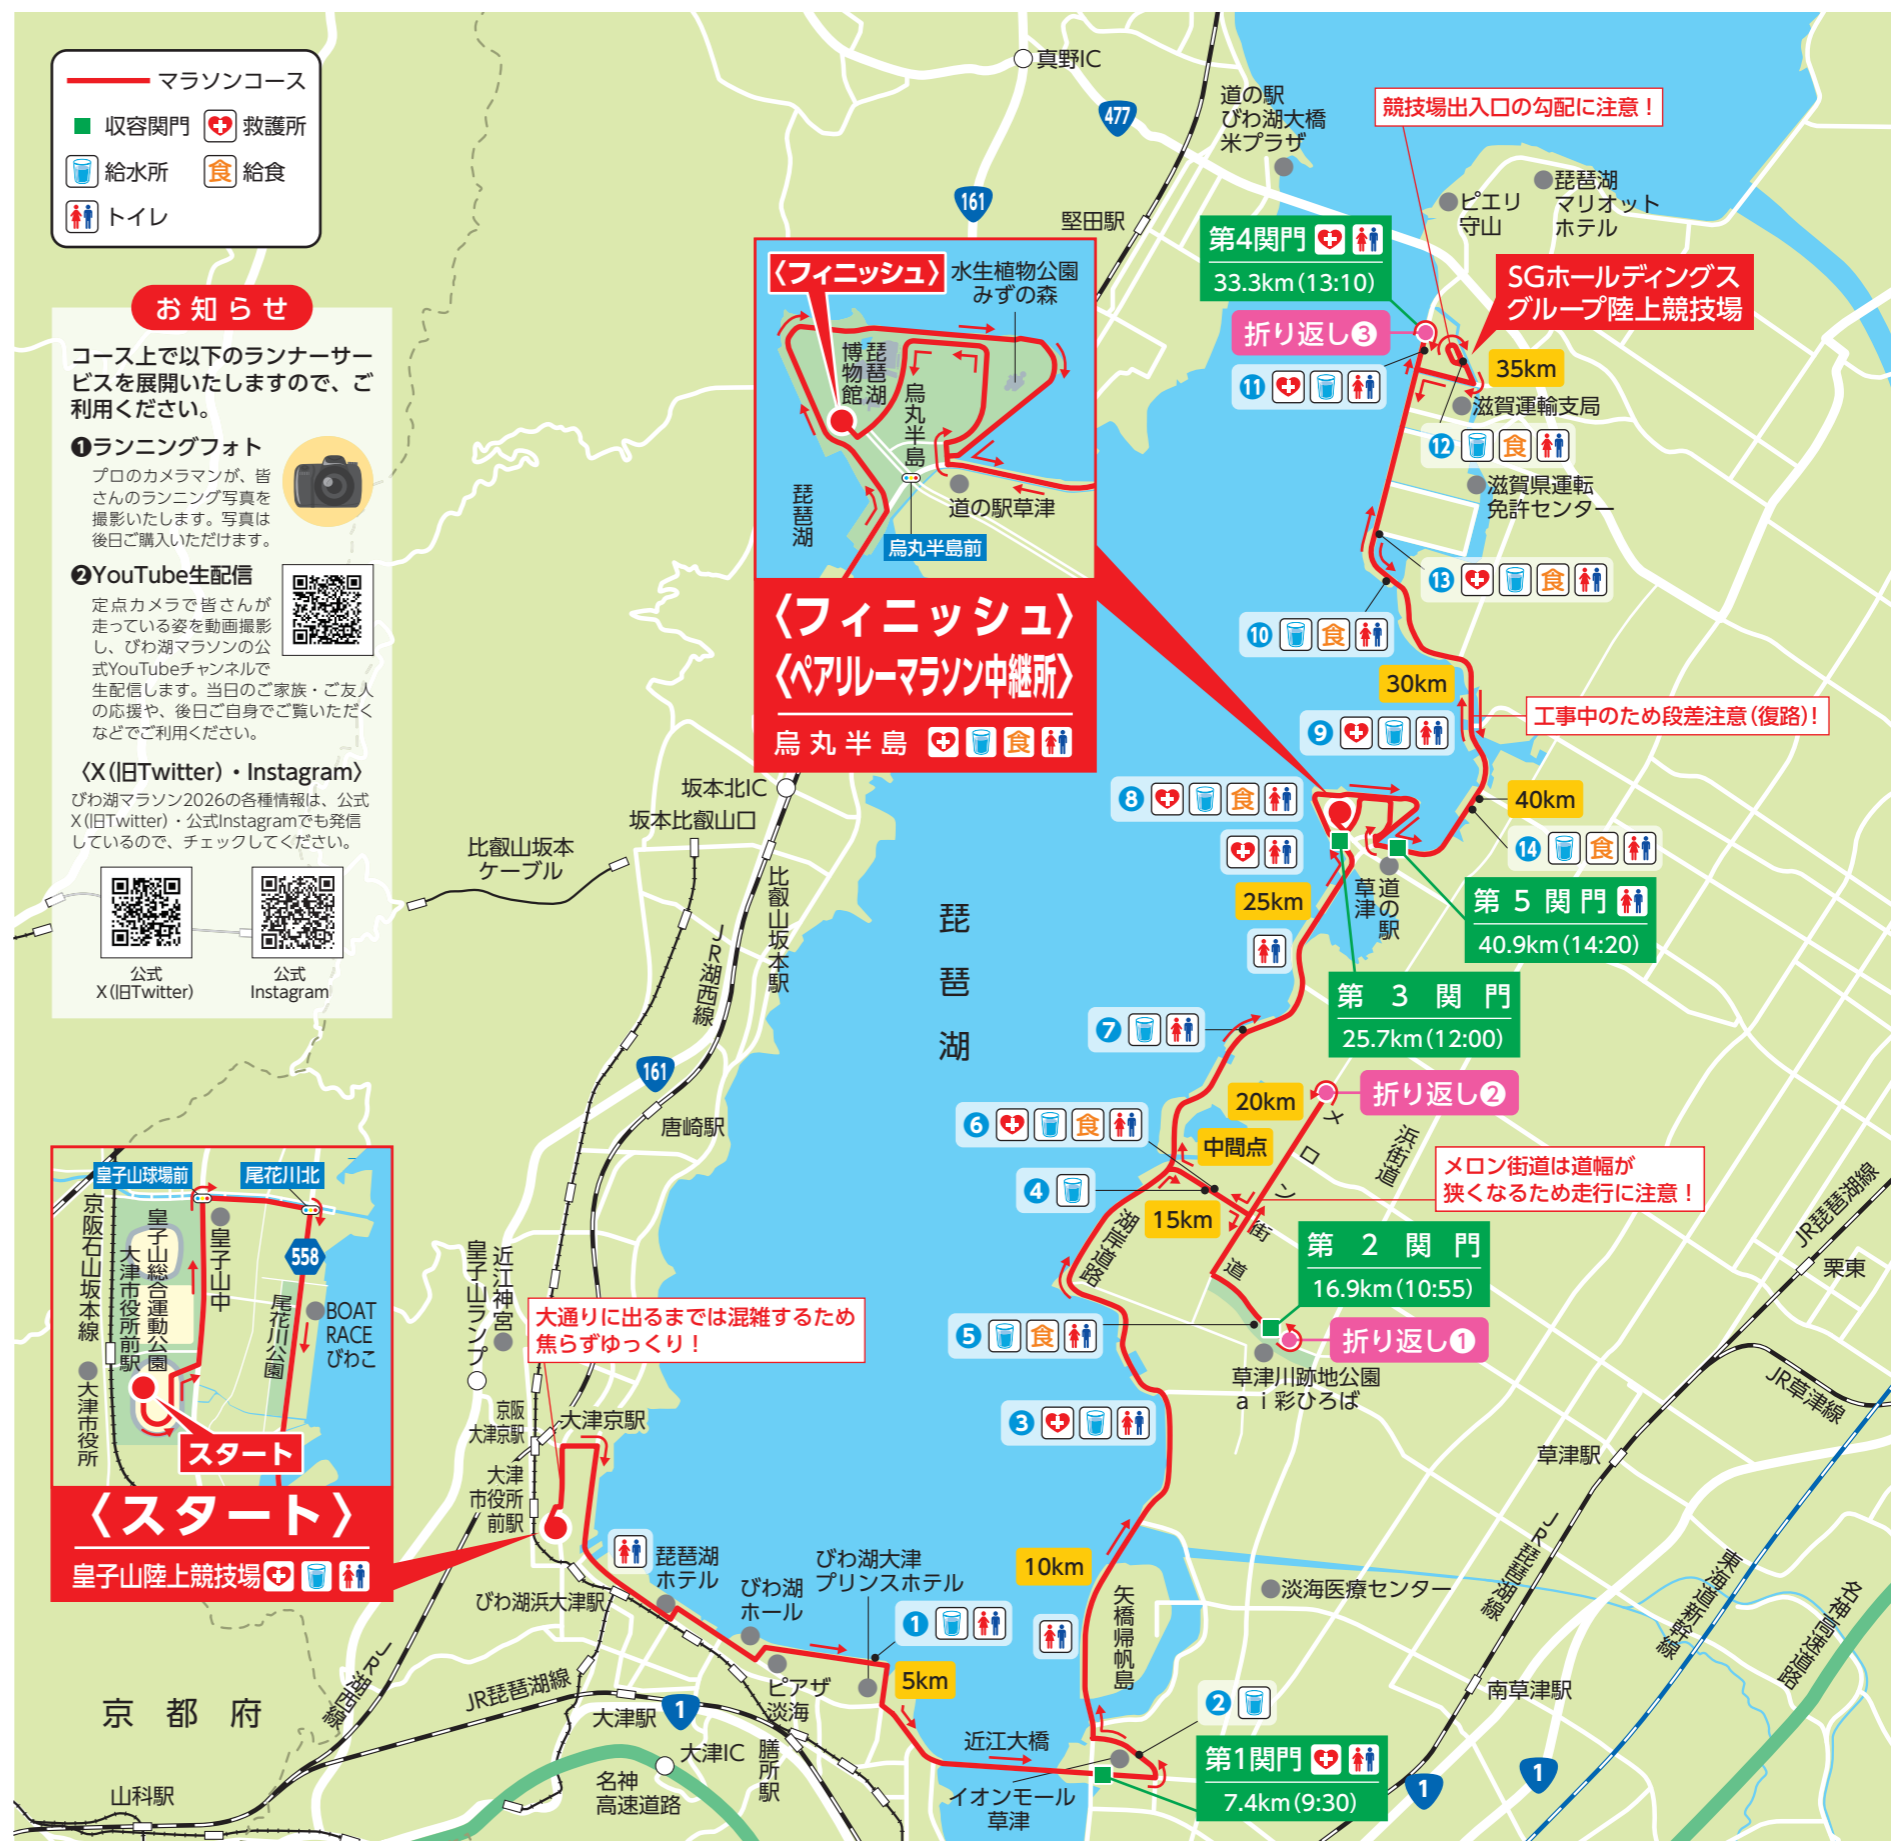 マラソンコース
収容関門
救護所
給水所
食 給食
トイレ
お知らせ
コース上で以下のランナーサー
ビスを展開いたしますので、ご
利用ください。
❶ランニングフォト
プロのカメラマンが、皆
さんのランニング写真を
撮影いたします。写真は
後日ご購入いただけます。
❷YouTube生配信
定点カメラで皆さんが
走っている姿を動画撮影
し、びわ湖マラソンの公
式YouTubeチャンネルで
生配信します。当日のご家族・ご友人
の応援や、後日ご自身でご覧いただく
などでご利用ください。
〈X(旧Twitter)・Instagram〉
びわ湖マラソン2026の各種情報は、公式
X(旧Twitter)・公式Instagramでも発信
しているので、チェックしてください。
公式
X(旧Twitter)
公式
Instagram
真野IC
477
161
堅田駅
道の駅
びわ湖大橋
米プラザ
競技場出入口の勾配に注意！
ピエリ
守山
琵琶湖
マリオット
ホテル
第4関門
33.3km(13:10)
SGホールディングス
グループ陸上競技場
折り返し❸
35km
⓫
滋賀運輸支局
⓬ 食
滋賀県運転
免許センター
⓭ 食
❿ 食
30km
❾
工事中のため段差注意(復路)！
〈フィニッシュ〉
水生植物公園
みずの森
琵琶湖
博物館
烏丸半島
琵琶湖
道の駅草津
烏丸半島前
〈フィニッシュ〉
〈ペアリレーマラソン中継所〉
烏丸半島 食
❽ 食
40km
⓮ 食
25km
道の駅
草津
第5関門
40.9km(14:20)
第3関門
25.7km(12:00)
❼
琵琶湖
坂本北IC
坂本比叡山口
比叡山坂本
ケーブル
比叡山坂本駅
JR湖西線
161
唐崎駅
20km
折り返し❷
メロン街道
浜街道
❻ 食
中間点
メロン街道は道幅が
狭くなるため走行に注意！
❹
15km
湖岸道路
第2関門
16.9km(10:55)
❺ 食
折り返し❶
草津川跡地公園
ai彩ひろば
❸
JR琵琶湖線
栗東
JR草津線
草津駅
JR琵琶湖線
東海道新幹線
名神高速道路
皇子山球場前
尾花川北
京阪石山坂本線
大津市役所前駅
皇子山総合運動公園
皇子山中
558
尾花川公園
BOAT
RACE
びわこ
大津市役所
スタート
〈スタート〉
皇子山陸上競技場
皇子山ランプ
近江神宮
大通りに出るまでは混雑するため
焦らずゆっくり！
京阪
大津京駅
大津京駅
大津
市役所
前駅
琵琶湖
ホテル
びわ湖浜大津駅
びわ湖
ホール
びわ湖大津
プリンスホテル
❶
5km
ピアザ
淡海
10km
矢橋帰帆島
淡海医療センター
南草津駅
❷
近江大橋
イオンモール
草津
第1関門
7.4km(9:30)
1
1
京都府
JR湖西線
JR琵琶湖線
大津駅
1
大津IC
膳所駅
名神
高速道路
山科駅